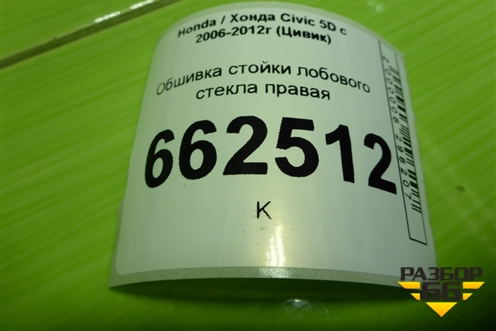 Honda / Хонда Civic 5D с
2006-2012г (Цивик)
Обшивка стойки лобового
стекла правая
662512
К
РАЗБОР
66